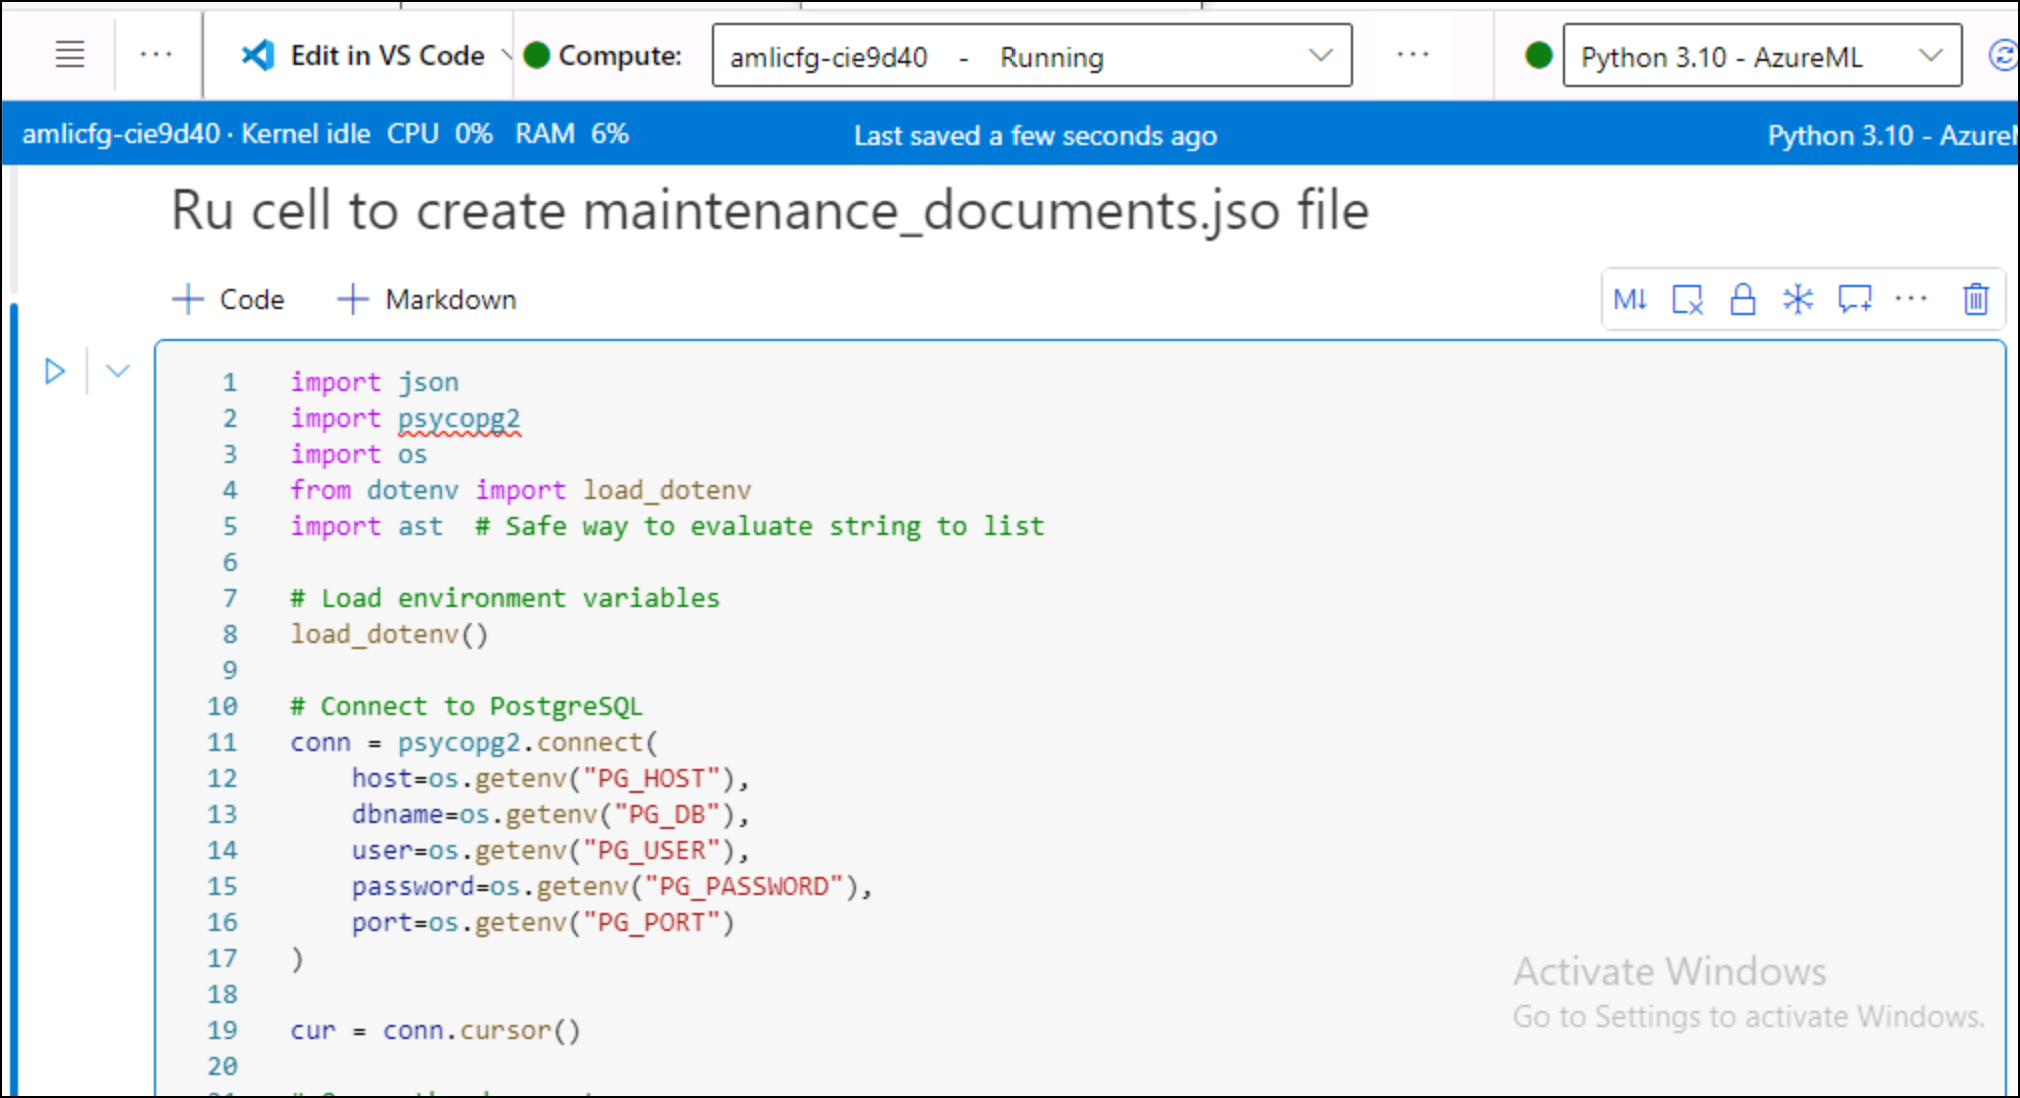 Edit in VS Code
Compute:
amlicfg-cie9d40 - Running
Python 3.10 - AzureML
amlicfg-cie9d40 · Kernel idle CPU 0% RAM 6%
Last saved a few seconds ago
Python 3.10 - Azure
Ru cell to create maintenance_documents.jso file
+ Code + Markdown
M↓
1 import json
2 import psycopg2
3 import os
4 from dotenv import load_dotenv
5 import ast # Safe way to evaluate string to list
6
7 # Load environment variables
8 load_dotenv()
9
10 # Connect to PostgreSQL
11 conn = psycopg2.connect(
12 host=os.getenv("PG_HOST"),
13 dbname=os.getenv("PG_DB"),
14 user=os.getenv("PG_USER"),
15 password=os.getenv("PG_PASSWORD"),
16 port=os.getenv("PG_PORT")
17 )
18
19 cur = conn.cursor()
20
Activate Windows
Go to Settings to activate Windows.